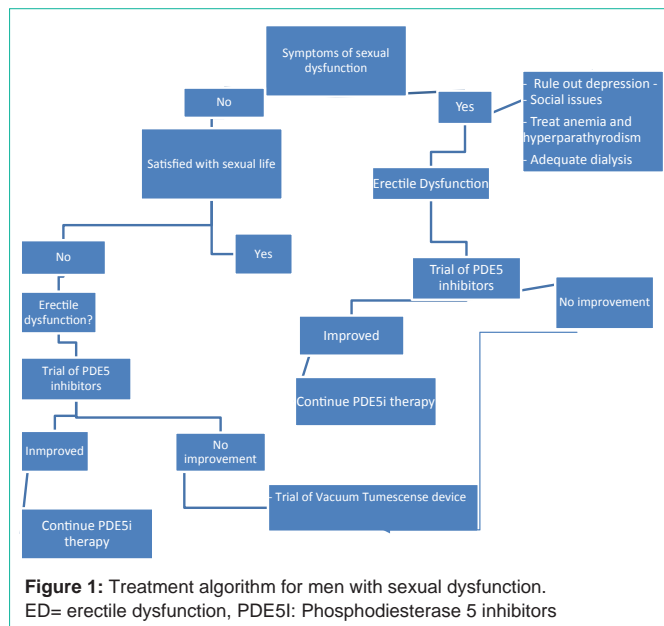 Symptoms of sexual
dysfunction
No
Yes
- Rule out depression -
- Social issues
- Treat anemia and
hyperparathyrodism
- Adequate dialysis
Satisfied with sexual life
Erectile Dysfunction
No
Yes
Trial of PDE5
inhibitors
No improvement
Erectile
dysfunction?
Improved
Trial of PDE5
inhibitors
Continue PDE5i therapy
Inmproved
No
improvement
- Trial of Vacuum Tumescense device
Continue PDE5i
therapy
Figure 1: Treatment algorithm for men with sexual dysfunction.
ED= erectile dysfunction, PDE5I: Phosphodiesterase 5 inhibitors